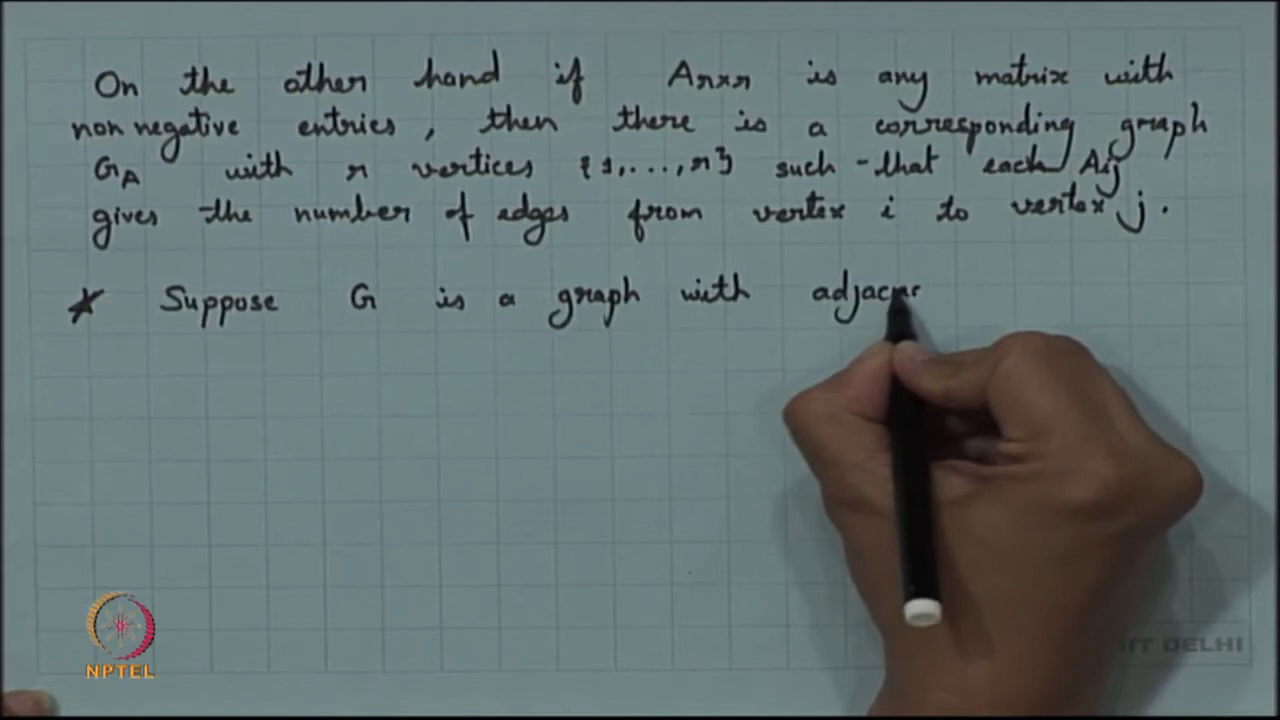 On the other hand if Arxr is any matrix with
non negative entries, then there is a corresponding graph
GA with r vertices {1,...,r} such that each Aij
gives the number of edges from vertex i to vertex j.
* Suppose G is a graph with adjacn
NPTEL
IIT DELHI